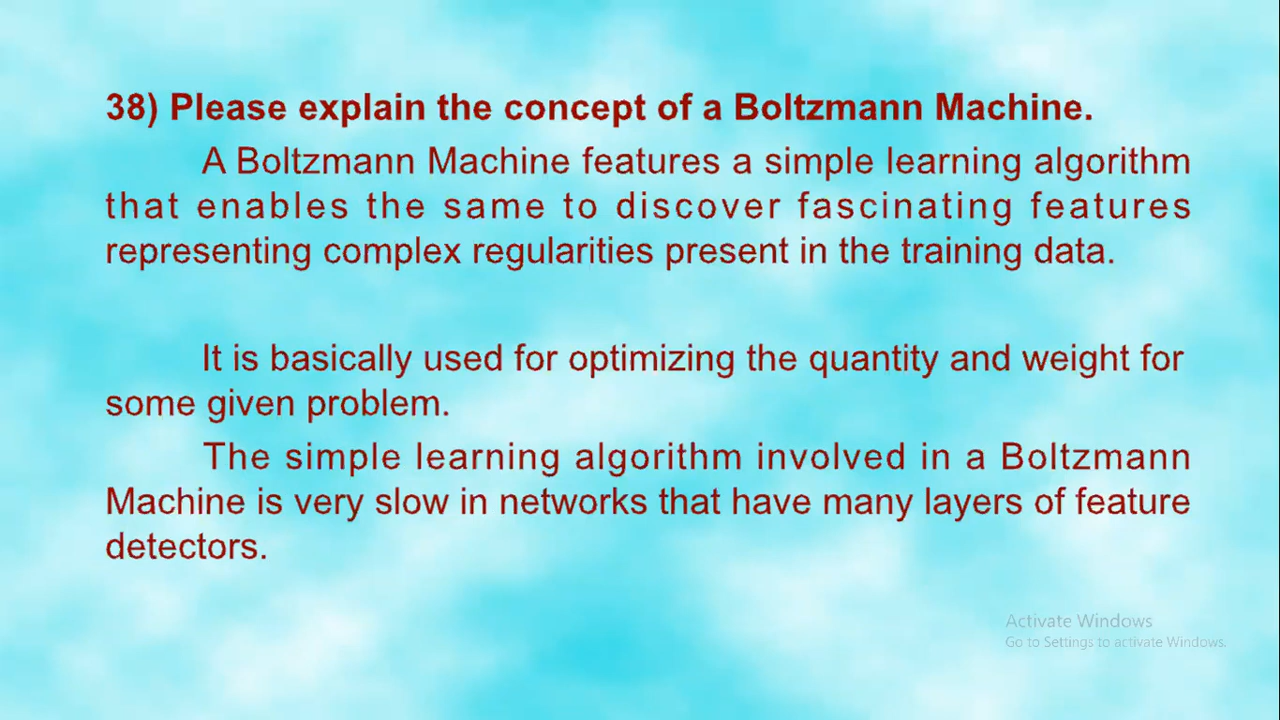 38) Please explain the concept of a Boltzmann Machine.
A Boltzmann Machine features a simple learning algorithm
that enables the same to discover fascinating features
representing complex regularities present in the training data.
It is basically used for optimizing the quantity and weight for
some given problem.
The simple learning algorithm involved in a Boltzmann
Machine is very slow in networks that have many layers of feature
detectors.
Activate Windows
Go to Settings to activate Windows.